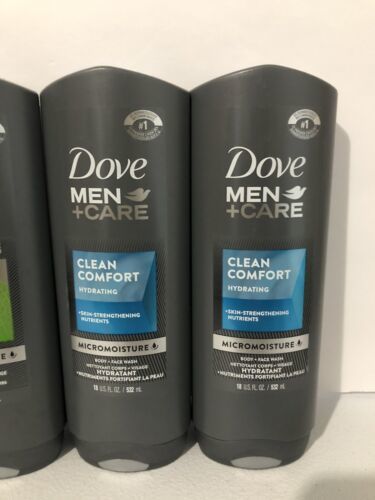 #1
Dove
MEN
+CARE
CLEAN
COMFORT
HYDRATING
+SKIN-STRENGTHENING
NUTRIENTS
MICROMOISTURE
BODY + FACE WASH
NETTOYANT CORPS + VISAGE
HYDRATANT
+NUTRIMENTS FORTIFIANT LA PEAU
18 U.S. FL. OZ. / 532 mL
#1
Dove
MEN
+CARE
CLEAN
COMFORT
HYDRATING
+SKIN-STRENGTHENING
NUTRIENTS
MICROMOISTURE
BODY + FACE WASH
NETTOYANT CORPS + VISAGE
HYDRATANT
+NUTRIMENTS FORTIFIANT LA PEAU
18 U.S. FL. OZ. / 532 mL